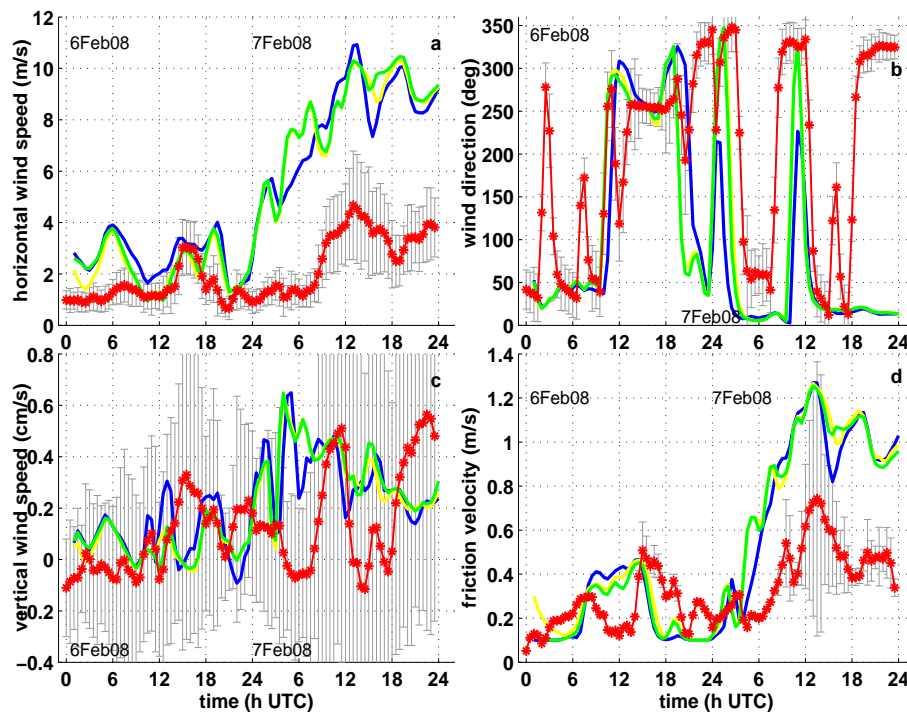 6Feb08 7Feb08 a
horizontal wind speed (m/s)
12
10
8
6
4
2
0
0 6 12 18 24 6 12 18 24
6Feb08
b
wind direction (deg)
350
300
250
200
150
100
50
0
7Feb08
0 6 12 18 24 6 12 18 24
c
vertical wind speed (cm/s)
0.8
0.6
0.4
0.2
0
−0.2
−0.4
6Feb08 7Feb08
0 6 12 18 24 6 12 18 24
time (h UTC)
6Feb08 7Feb08 d
friction velocity (m/s)
1.4
1.2
1
0.8
0.6
0.4
0.2
0
0 6 12 18 24 6 12 18 24
time (h UTC)